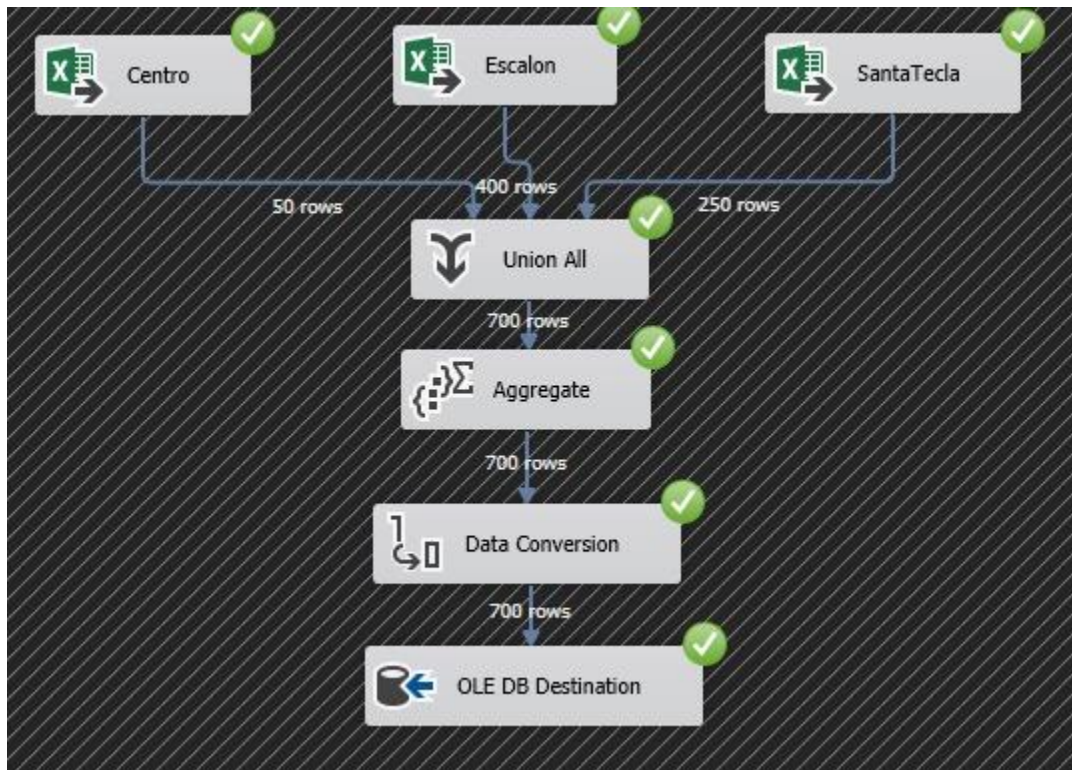 Centro
Escalon
SantaTecla
50 rows
400 rows
250 rows
Union All
700 rows
Aggregate
700 rows
Data Conversion
700 rows
OLE DB Destination